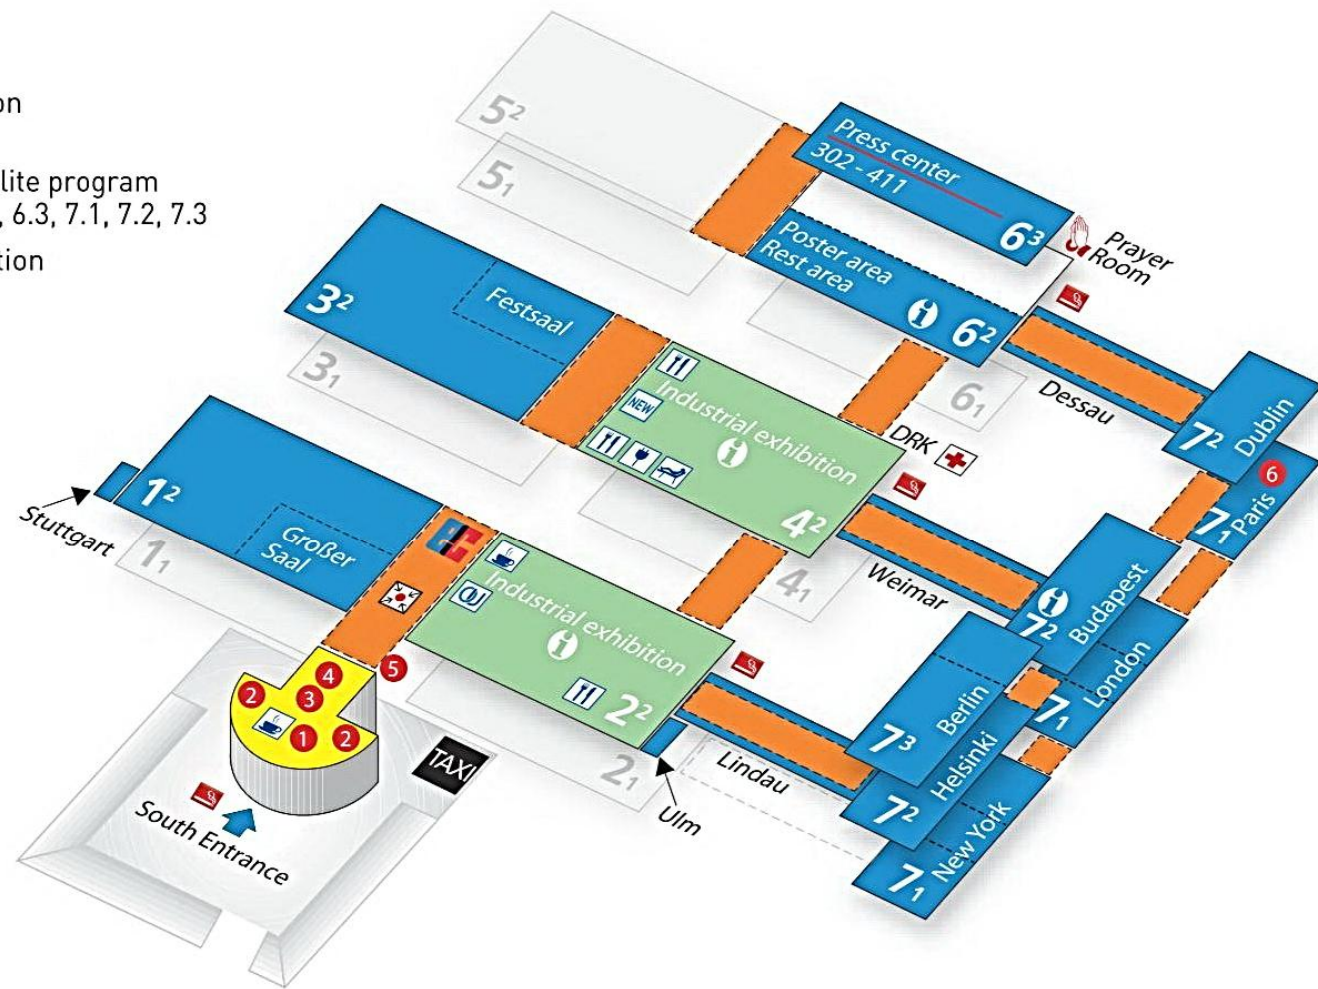 on
lite program
, 6.3, 7.1, 7.2, 7.3
tion
5²
5₁
Press center
302 - 411
6³
Prayer
Room
Poster area
Rest area
i 6²
6₁
3²
Festsaal
3₁
NEW
Industrial exhibition
i
4²
4₁
DRK
Dessau
7² Dublin
6
7₁ Paris
Stuttgart
1²
Großer
Saal
1₁
Industrial exhibition
i
2²
2₁
Weimar
i
7² Budapest
7₁ London
7³ Berlin
7² Helsinki
7₁ New York
Lindau
Ulm
5
4
2
3
1
2
TAXI
South Entrance